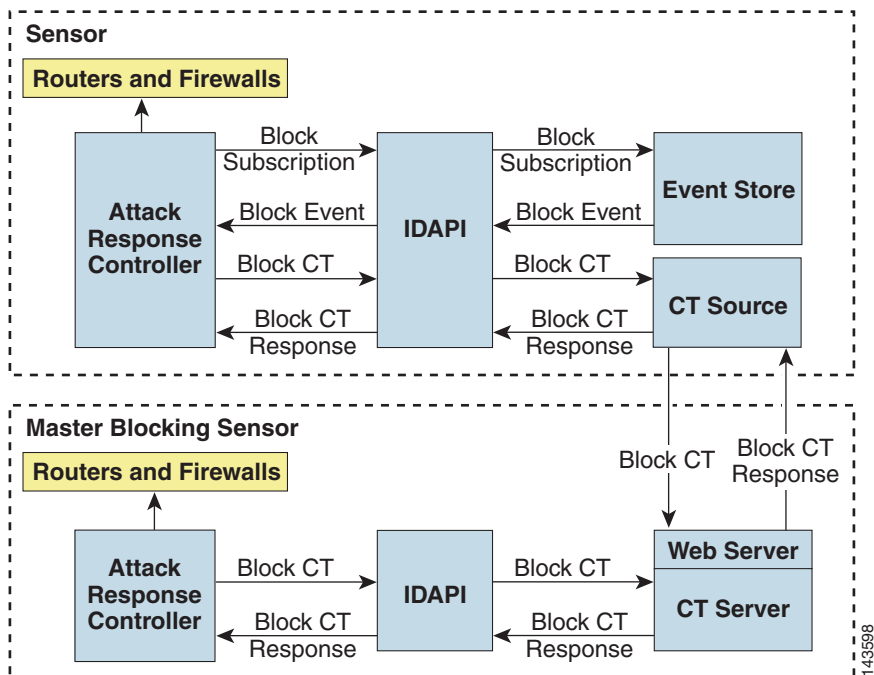 Sensor
Routers and Firewalls
Block
Subscription
Block
Subscription
Attack
Response
Controller
IDAPI
Event Store
Block Event
Block Event
Block CT
Block CT
CT Source
Block CT
Response
Block CT
Response
Master Blocking Sensor
Routers and Firewalls
Block CT
Block CT
Response
Attack
Response
Controller
Block CT
IDAPI
Block CT
Web Server
CT Server
Block CT
Response
Block CT
Response
143598